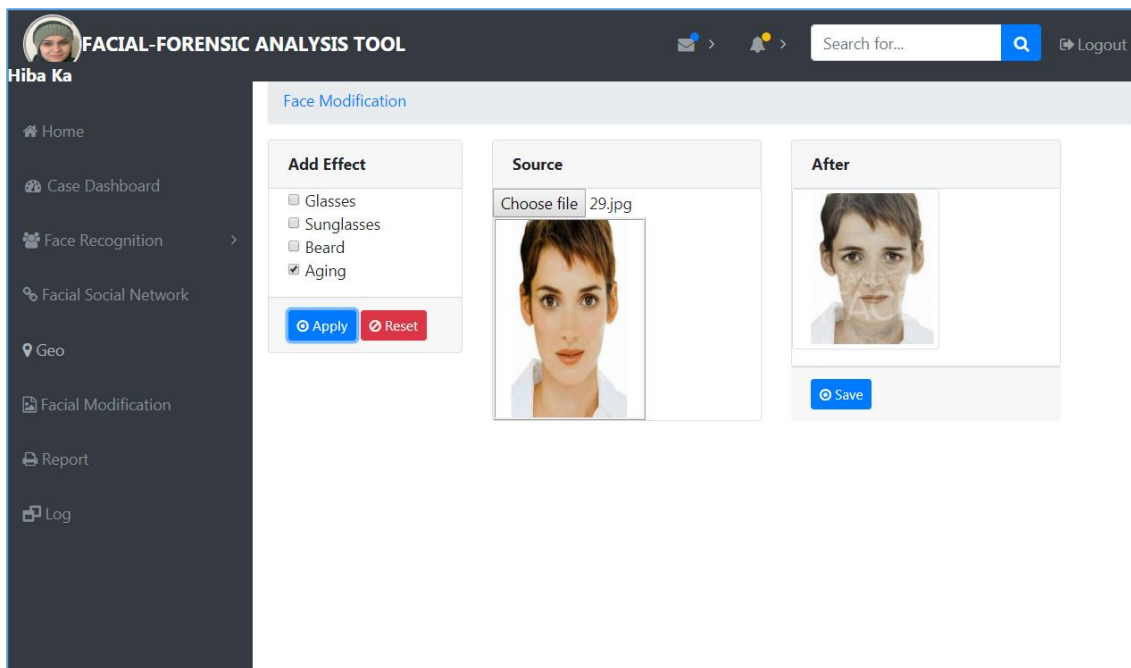 FACIAL-FORENSIC ANALYSIS TOOL
Search for...
Logout
Hiba Ka
Home
Case Dashboard
Face Recognition
Facial Social Network
Geo
Facial Modification
Report
Log
Face Modification
Add Effect
Glasses
Sunglasses
Beard
Aging
Apply Reset
Source
Choose file 29.jpg
After
Save